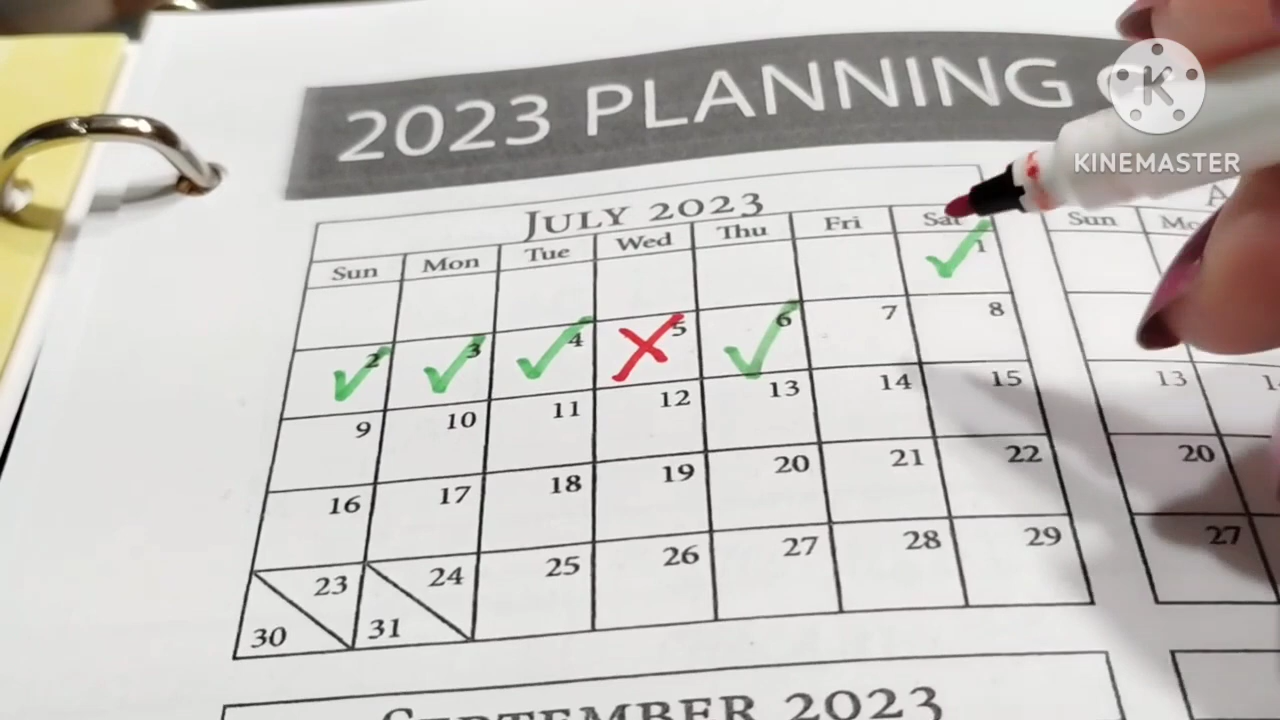 2023 PLANNING
K
KINEMASTER
JULY 2023
Sun Mon Tue Wed Thu Fri Sat
1
2 3 4 5 6 7 8
9 10 11 12 13 14 15
16 17 18 19 20 21 22
23 24 25 26 27 28 29
30 31
Sun
13
20
27
SEPTEMBER 2023